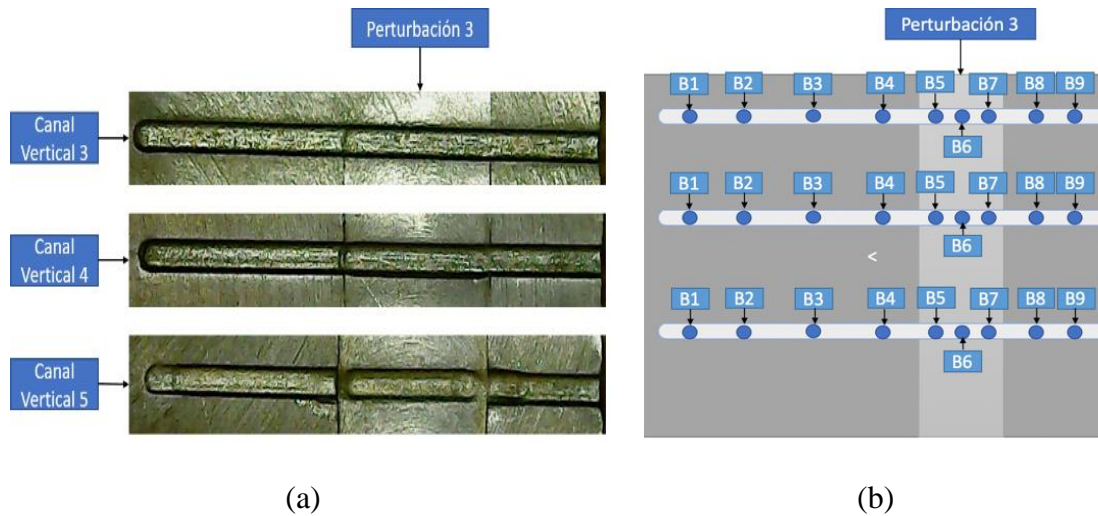 Perturbación 3
Canal
Vertical 3
Canal
Vertical 4
Canal
Vertical 5
(a)
Perturbación 3
B1 B2 B3 B4 B5 B7 B8 B9
B6
B1 B2 B3 B4 B5 B7 B8 B9
B6
<
B1 B2 B3 B4 B5 B7 B8 B9
B6
(b)